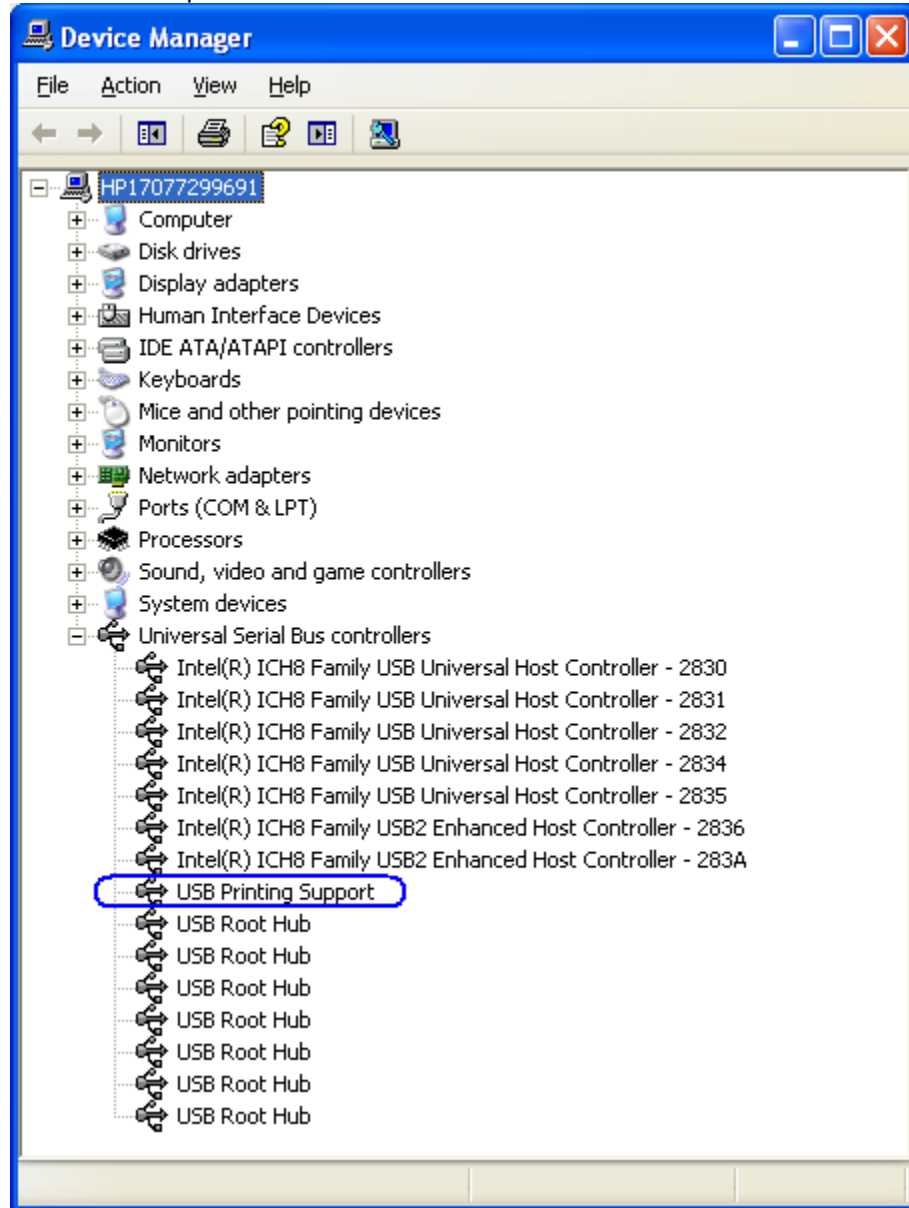 Device Manager
File Action View Help
HP17077299691
Computer
Disk drives
Display adapters
Human Interface Devices
IDE ATA/ATAPI controllers
Keyboards
Mice and other pointing devices
Monitors
Network adapters
Ports (COM & LPT)
Processors
Sound, video and game controllers
System devices
Universal Serial Bus controllers
Intel(R) ICH8 Family USB Universal Host Controller - 2830
Intel(R) ICH8 Family USB Universal Host Controller - 2831
Intel(R) ICH8 Family USB Universal Host Controller - 2832
Intel(R) ICH8 Family USB Universal Host Controller - 2834
Intel(R) ICH8 Family USB Universal Host Controller - 2835
Intel(R) ICH8 Family USB2 Enhanced Host Controller - 2836
Intel(R) ICH8 Family USB2 Enhanced Host Controller - 283A
USB Printing Support
USB Root Hub
USB Root Hub
USB Root Hub
USB Root Hub
USB Root Hub
USB Root Hub
USB Root Hub